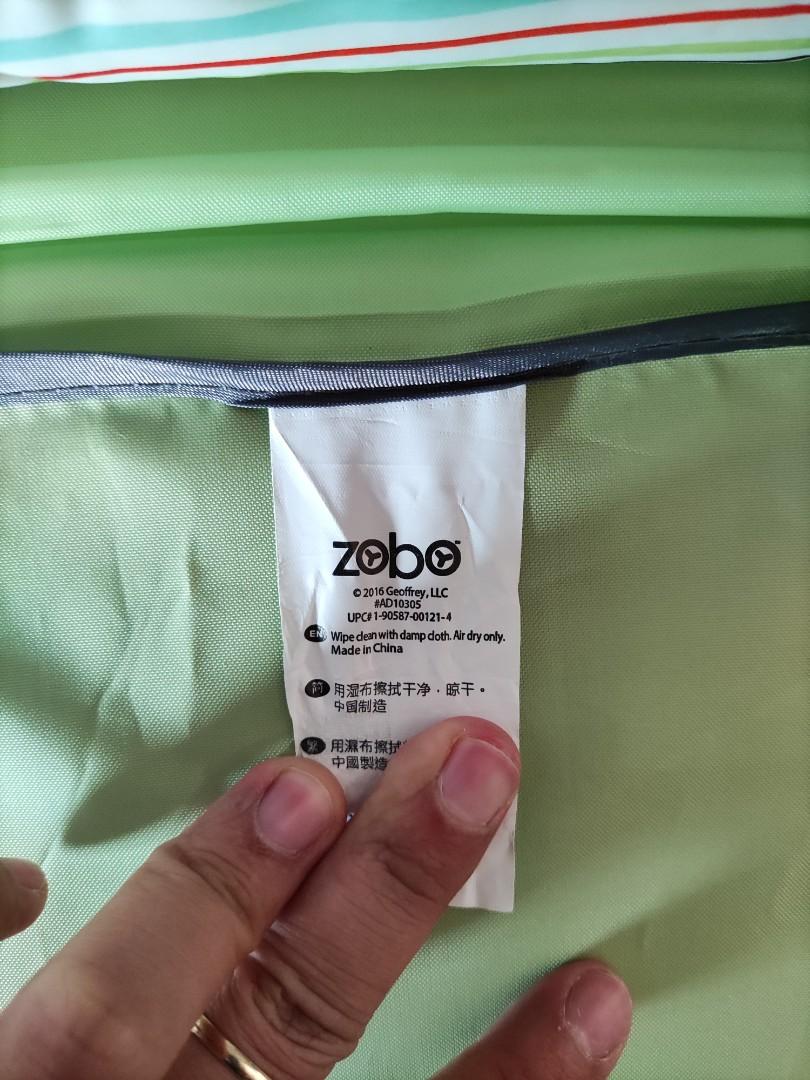 zobo™
© 2016 Geoffrey, LLC
#AD10305
UPC# 1-90587-00121-4
EN Wipe clean with damp cloth. Air dry only.
Made in China
简 用湿布擦拭干净，晾干。
中国制造
繁 用濕布擦拭
中國製造